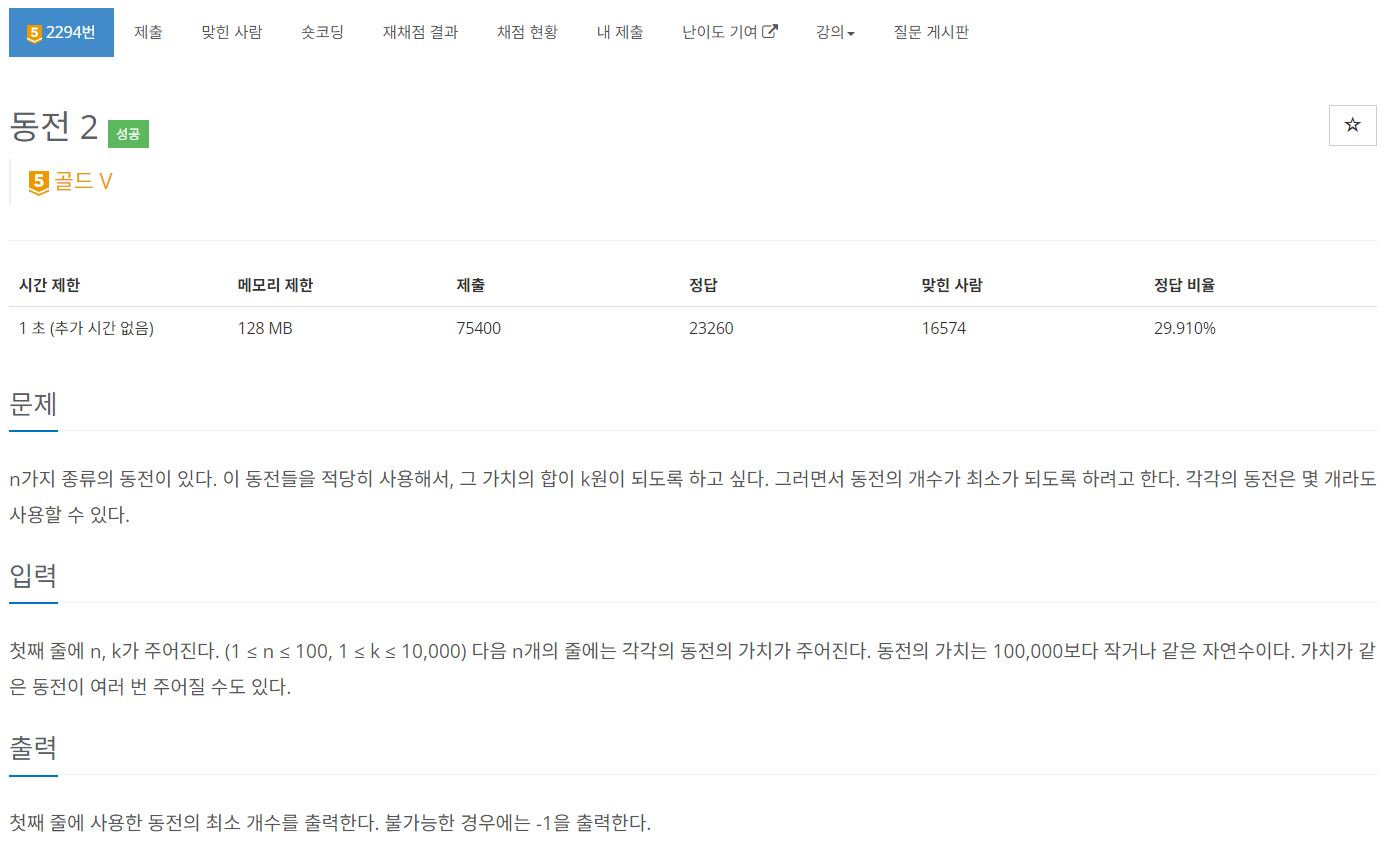 5 2294번 제출 맞힌 사람 숏코딩 재채점 결과 채점 현황 내 제출 난이도 기여 강의 질문 게시판
동전 2 성공
5 골드 V
시간 제한 메모리 제한 제출 정답 맞힌 사람 정답 비율
1 초 (추가 시간 없음) 128 MB 75400 23260 16574 29.910%
문제
n가지 종류의 동전이 있다. 이 동전들을 적당히 사용해서, 그 가치의 합이 k원이 되도록 하고 싶다. 그러면서 동전의 개수가 최소가 되도록 하려고 한다. 각각의 동전은 몇 개라도
사용할 수 있다.
입력
첫째 줄에 n, k가 주어진다. (1 ≤ n ≤ 100, 1 ≤ k ≤ 10,000) 다음 n개의 줄에는 각각의 동전의 가치가 주어진다. 동전의 가치는 100,000보다 작거나 같은 자연수이다. 가치가 같
은 동전이 여러 번 주어질 수도 있다.
출력
첫째 줄에 사용한 동전의 최소 개수를 출력한다. 불가능한 경우에는 -1을 출력한다.